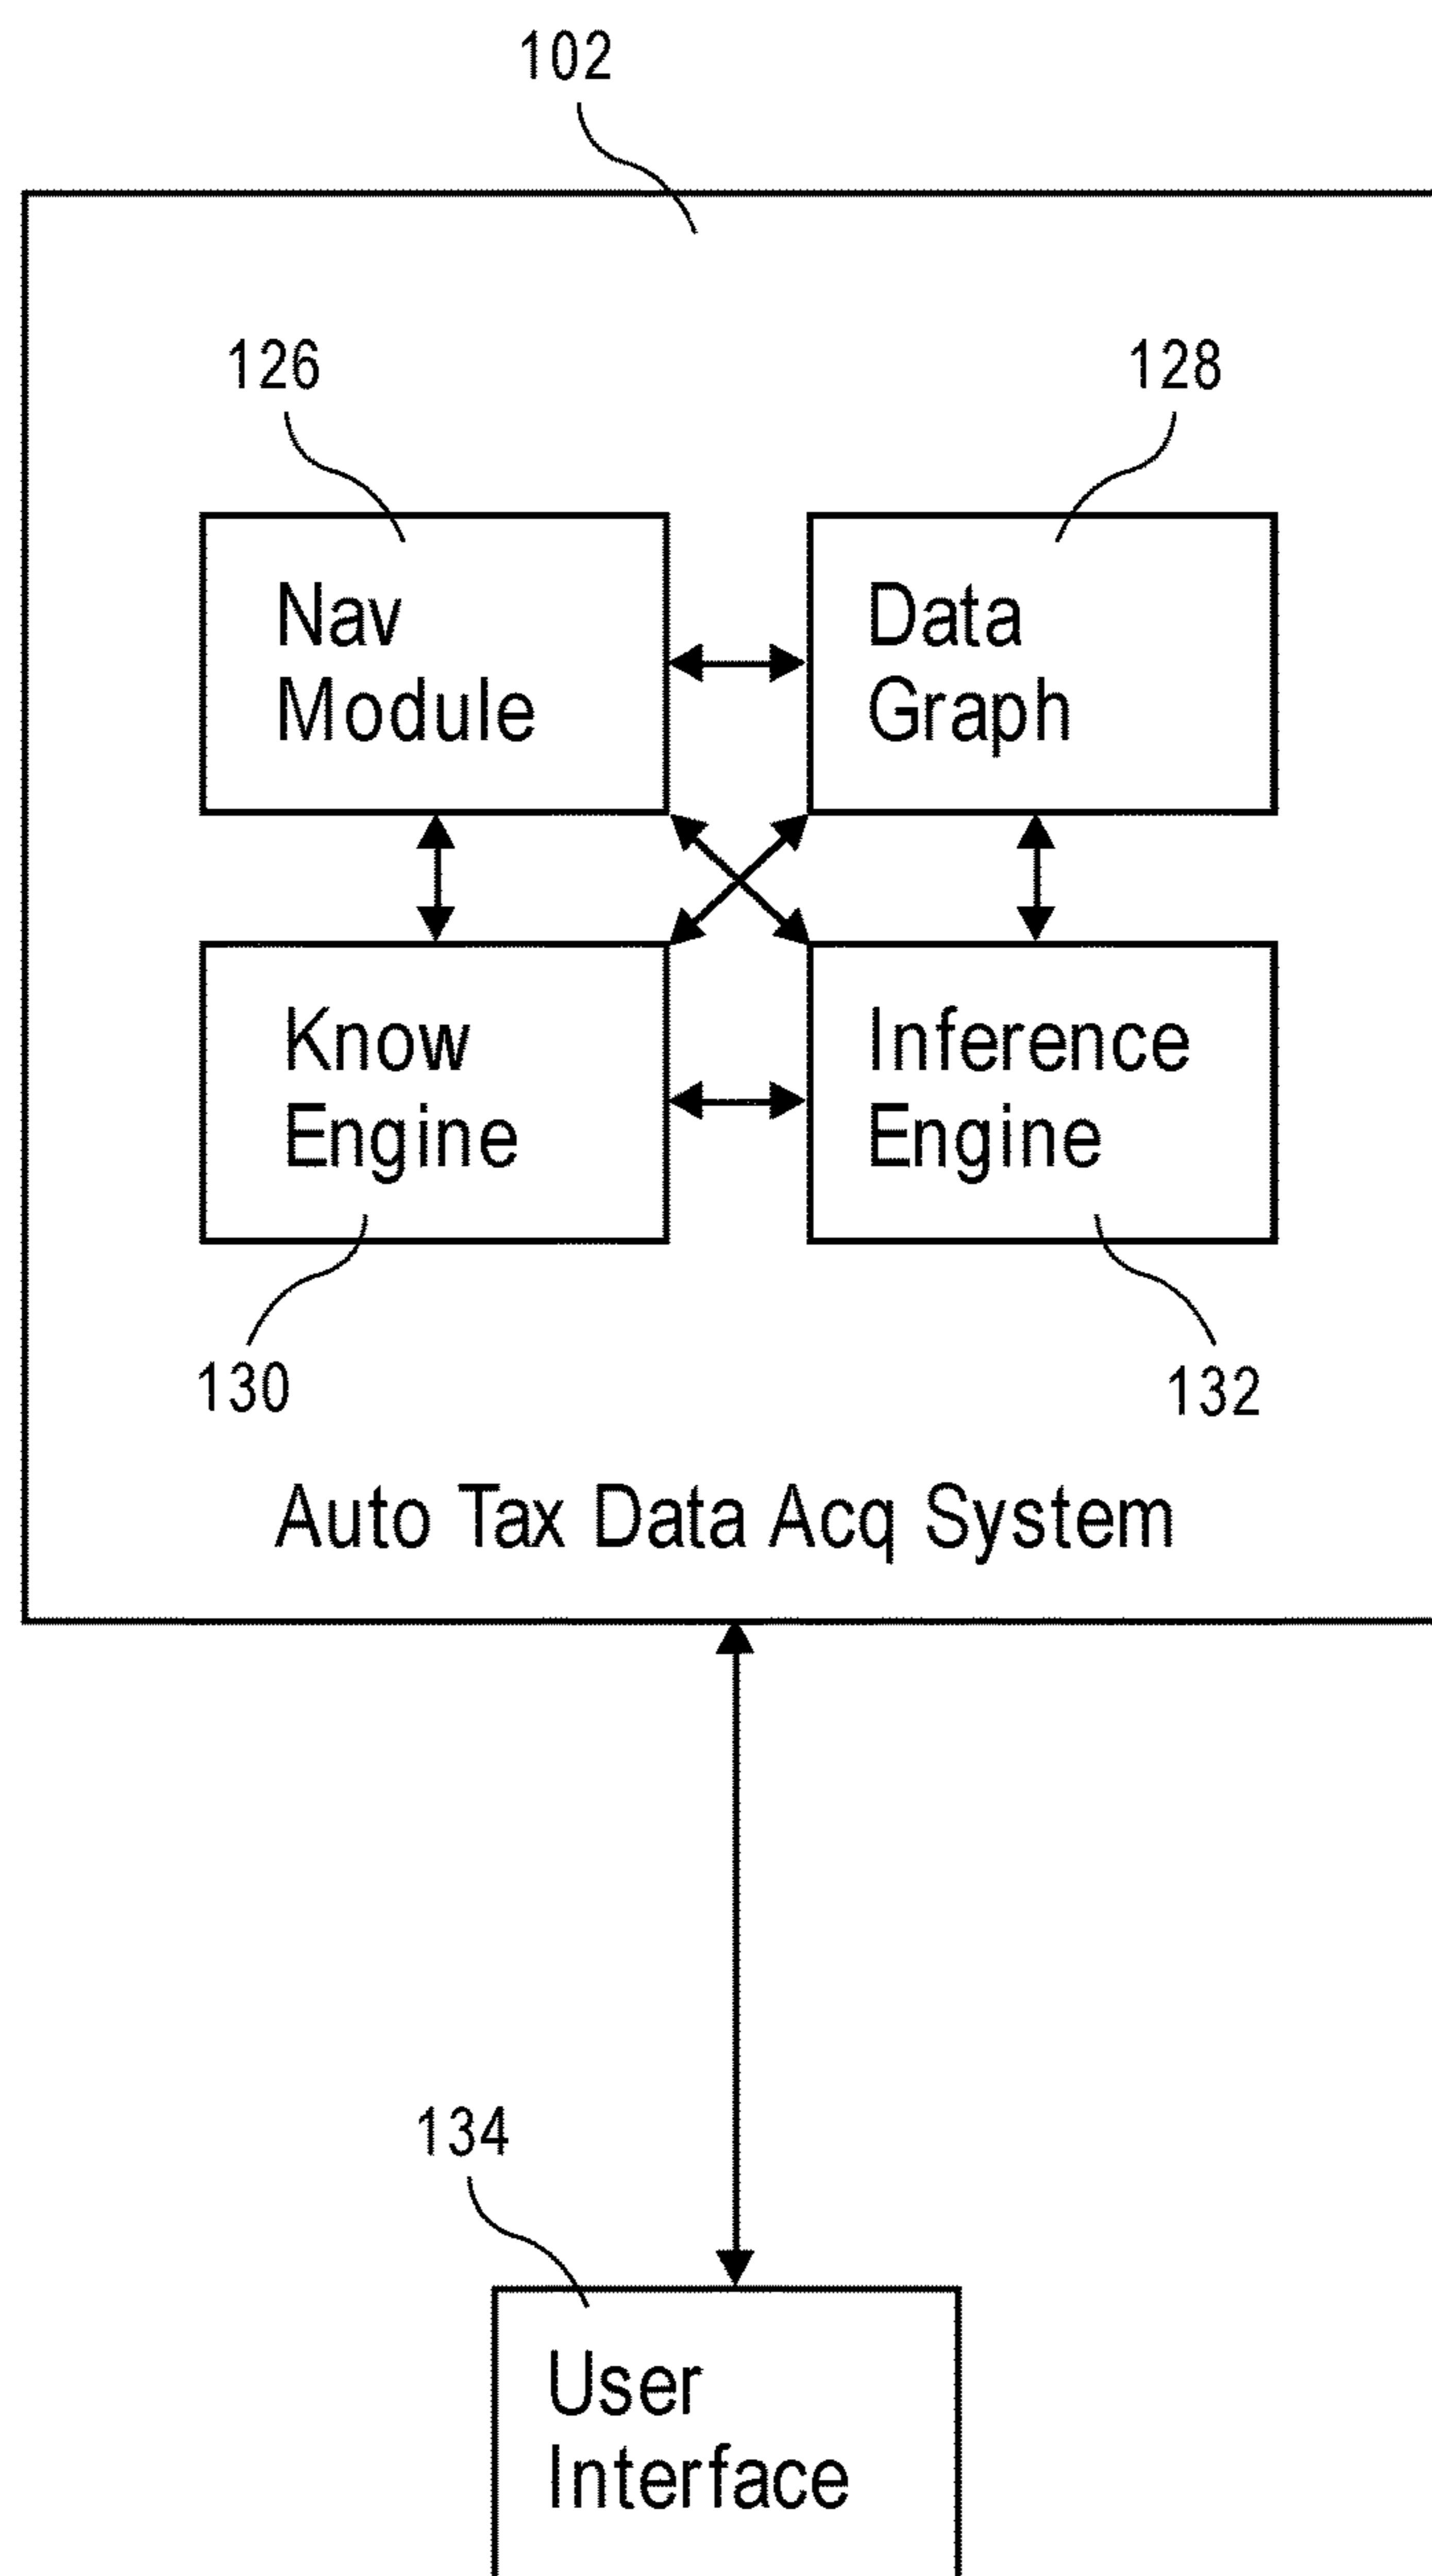 102
126
128
Nav
Module
Data
Graph
Know
Engine
Inference
Engine
130
132
Auto Tax Data Acq System
134
User
Interface